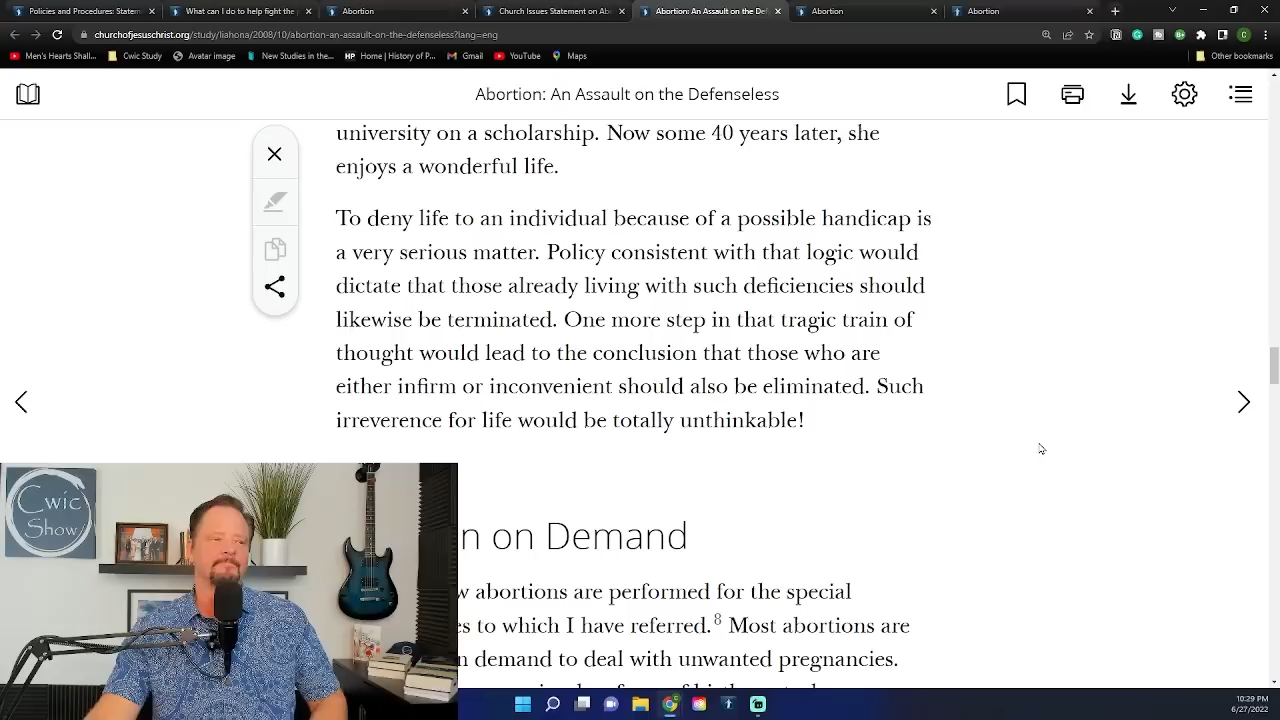 Policies and Procedures: Statem
What can I do to help fight the
Abortion
Church Issues Statement on Ab
Abortion: An Assault on the De
Abortion
Abortion
churchofjesuschrist.org/study/liahona/2008/10/abortion-an-assault-on-the-defenseless?lang=eng
Men's Hearts Shall...
Cwic Study
Avatar image
New Studies in the...
HP Home | History of P...
Gmail
YouTube
Maps
Other bookmarks
Abortion: An Assault on the Defenseless
university on a scholarship. Now some 40 years later, she
enjoys a wonderful life.
To deny life to an individual because of a possible handicap is
a very serious matter. Policy consistent with that logic would
dictate that those already living with such deficiencies should
likewise be terminated. One more step in that tragic train of
thought would lead to the conclusion that those who are
either infirm or inconvenient should also be eliminated. Such
irreverence for life would be totally unthinkable!
Cwic
Show
n on Demand
abortions are performed for the special
es to which I have referred.8 Most abortions are
n demand to deal with unwanted pregnancies.
10:29 PM
6/27/2022